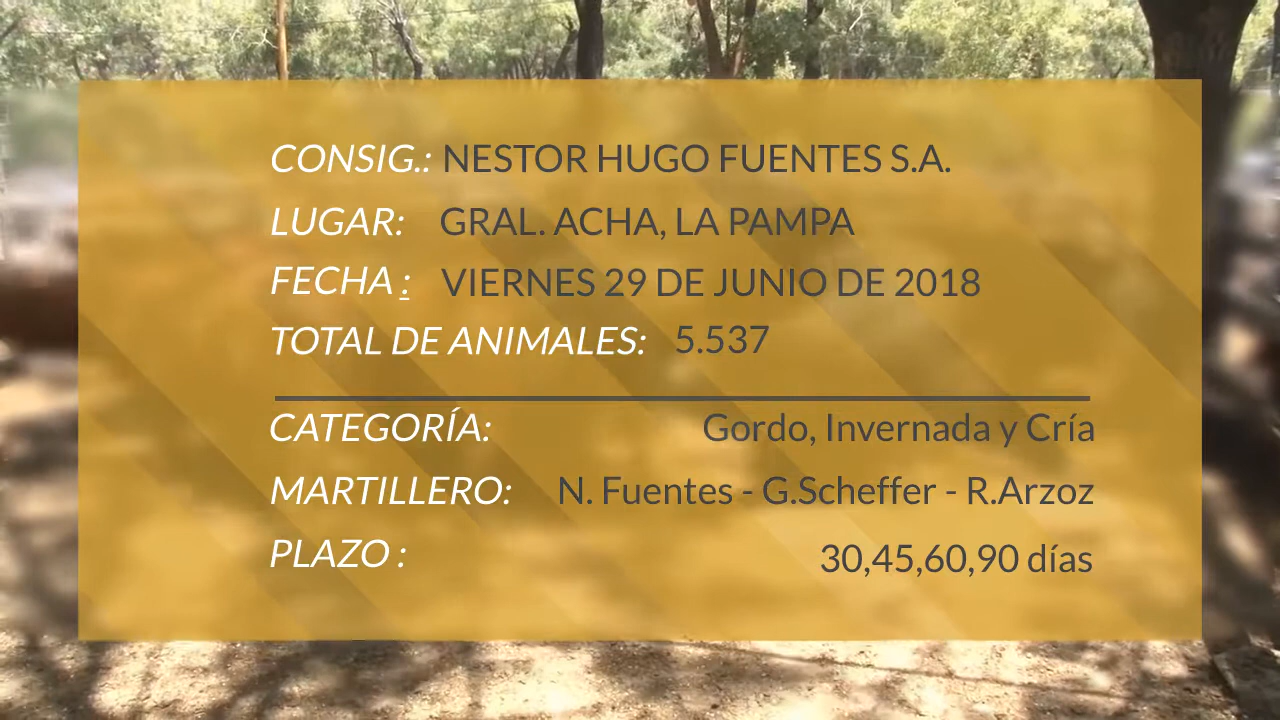 CONSIG.: NESTOR HUGO FUENTES S.A.
LUGAR: GRAL. ACHA, LA PAMPA
FECHA : VIERNES 29 DE JUNIO DE 2018
TOTAL DE ANIMALES: 5.537
CATEGORÍA: Gordo, Invernada y Cría
MARTILLERO: N. Fuentes - G.Scheffer - R.Arzoz
PLAZO : 30,45,60,90 días